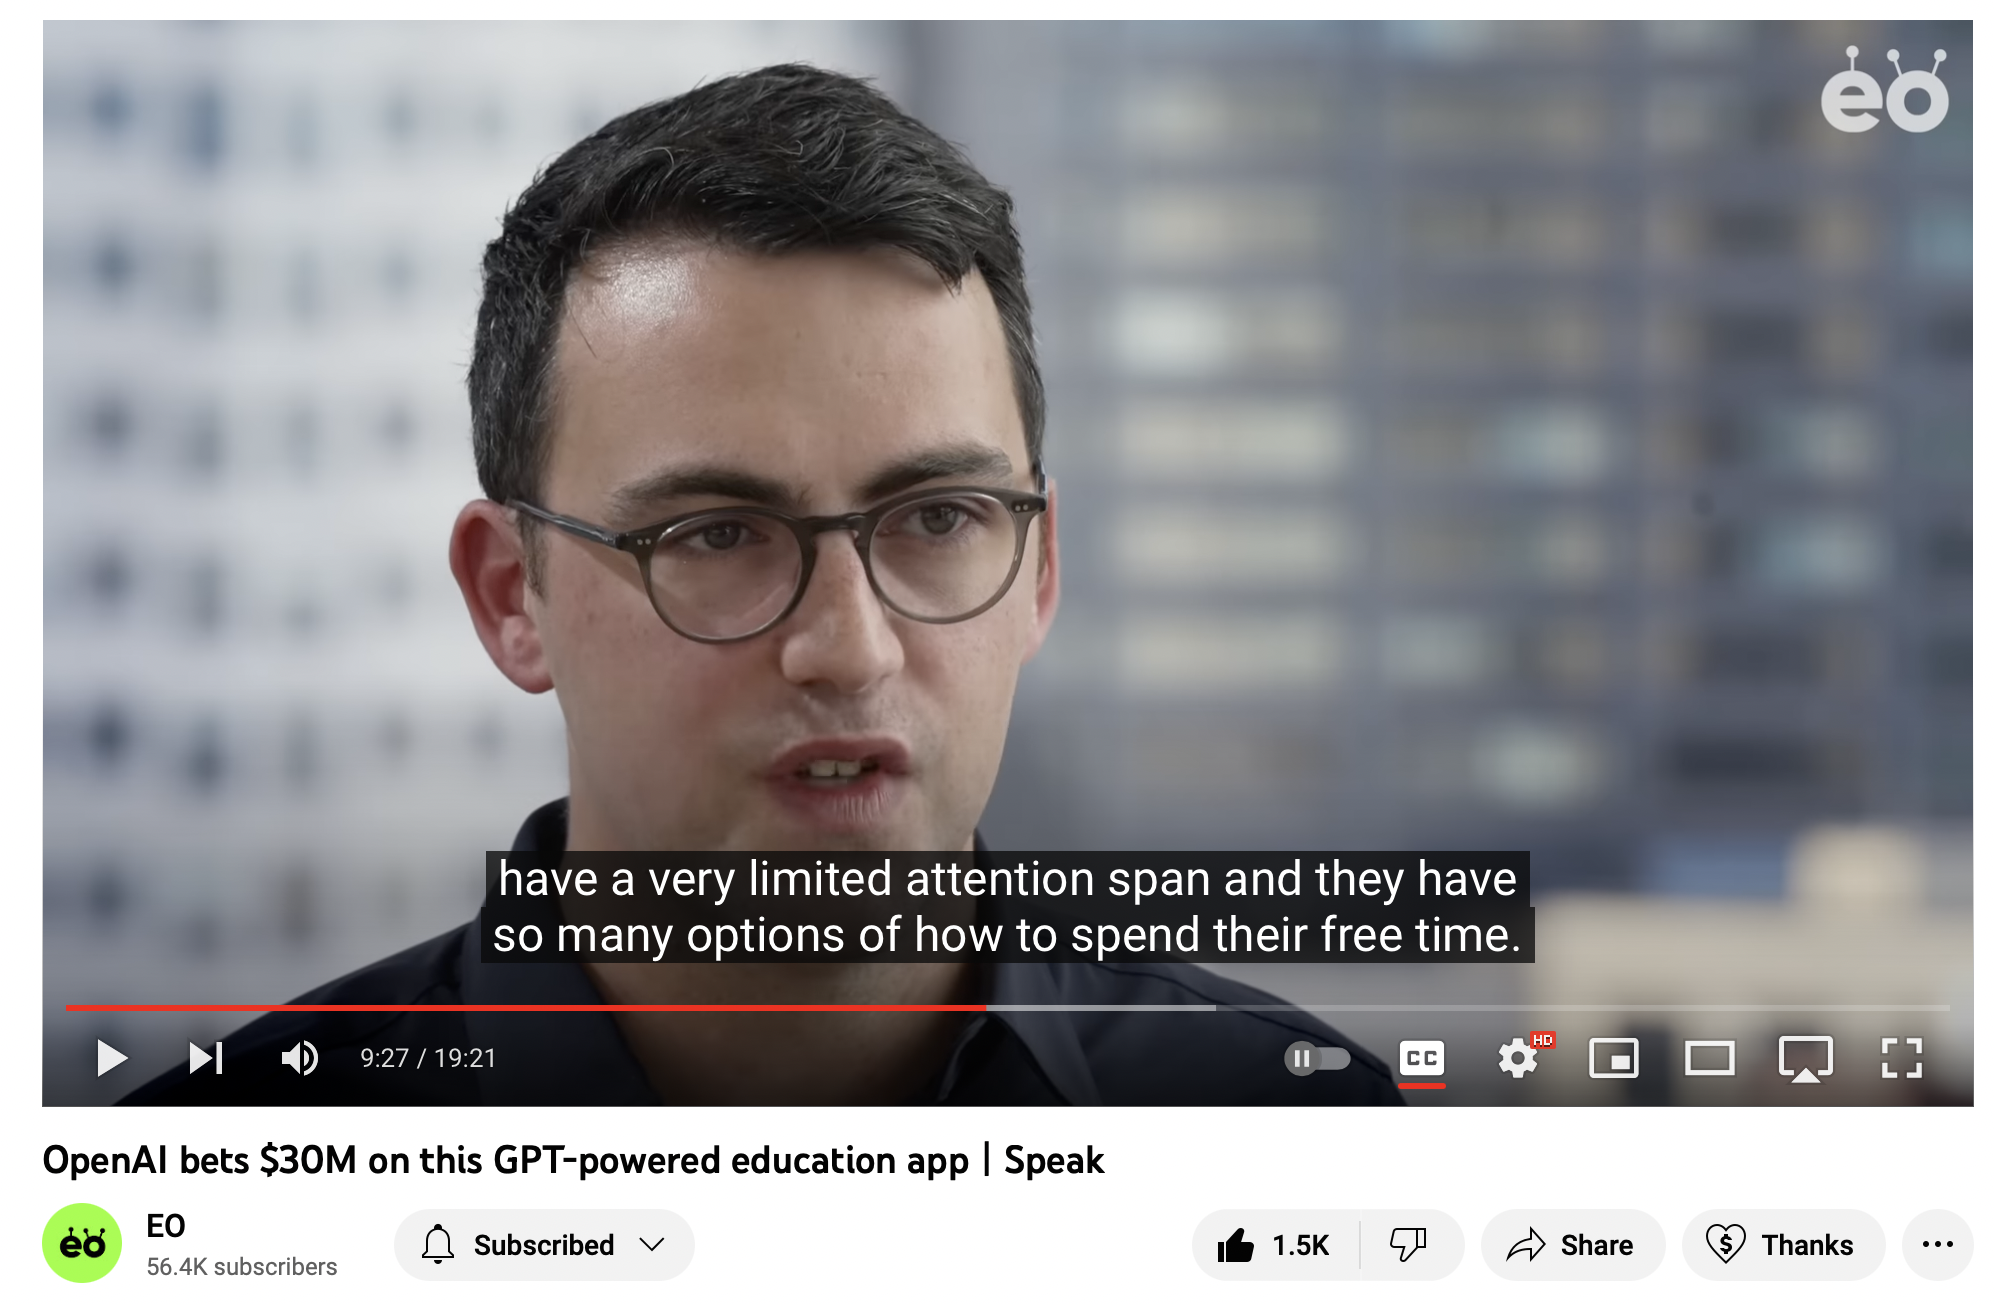 eo
have a very limited attention span and they have
so many options of how to spend their free time.
9:27 / 19:21
CC
HD
OpenAI bets $30M on this GPT-powered education app | Speak
eo
EO
56.4K subscribers
Subscribed
1.5K
Share
$
Thanks